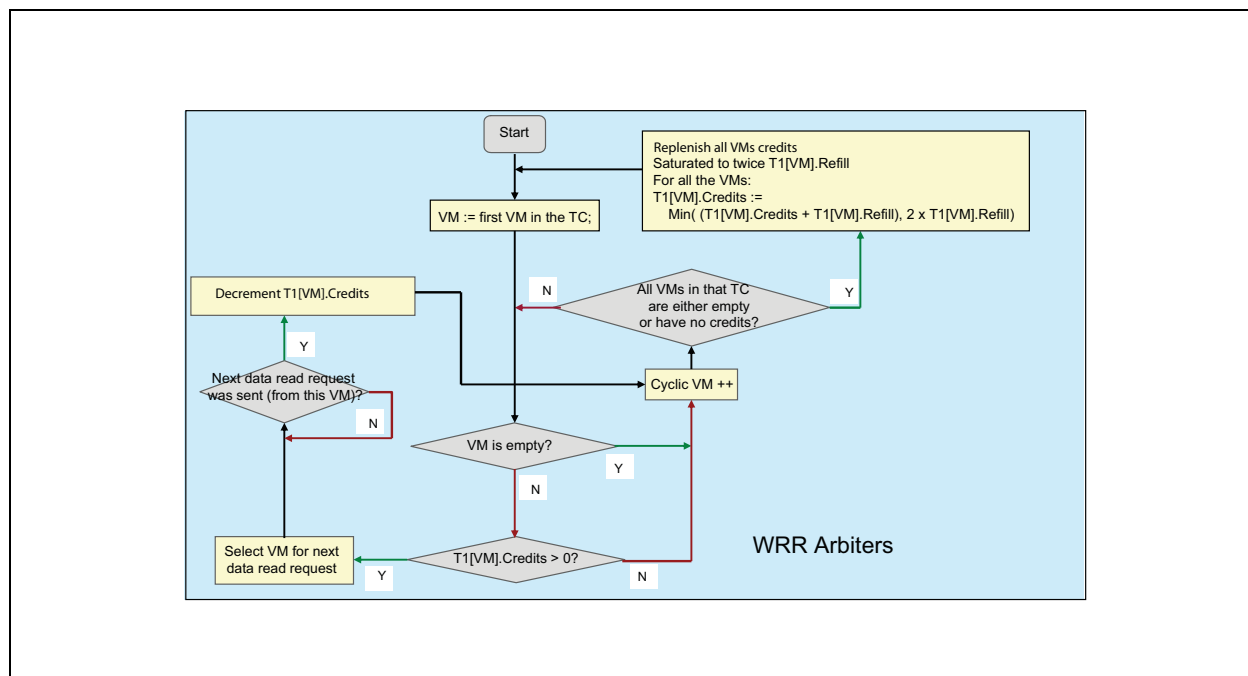 Start
Replenish all VMs credits
Saturated to twice T1[VM].Refill
For all the VMs:
T1[VM].Credits :=
Min( (T1[VM].Credits + T1[VM].Refill), 2 x T1[VM].Refill)
VM := first VM in the TC;
N
All VMs in that TC
are either empty
or have no credits?
Y
Decrement T1[VM].Credits
Y
Next data read request
was sent (from this VM)?
N
Cyclic VM ++
VM is empty?
Y
N
Select VM for next
data read request
Y
T1[VM].Credits > 0?
N
WRR Arbiters